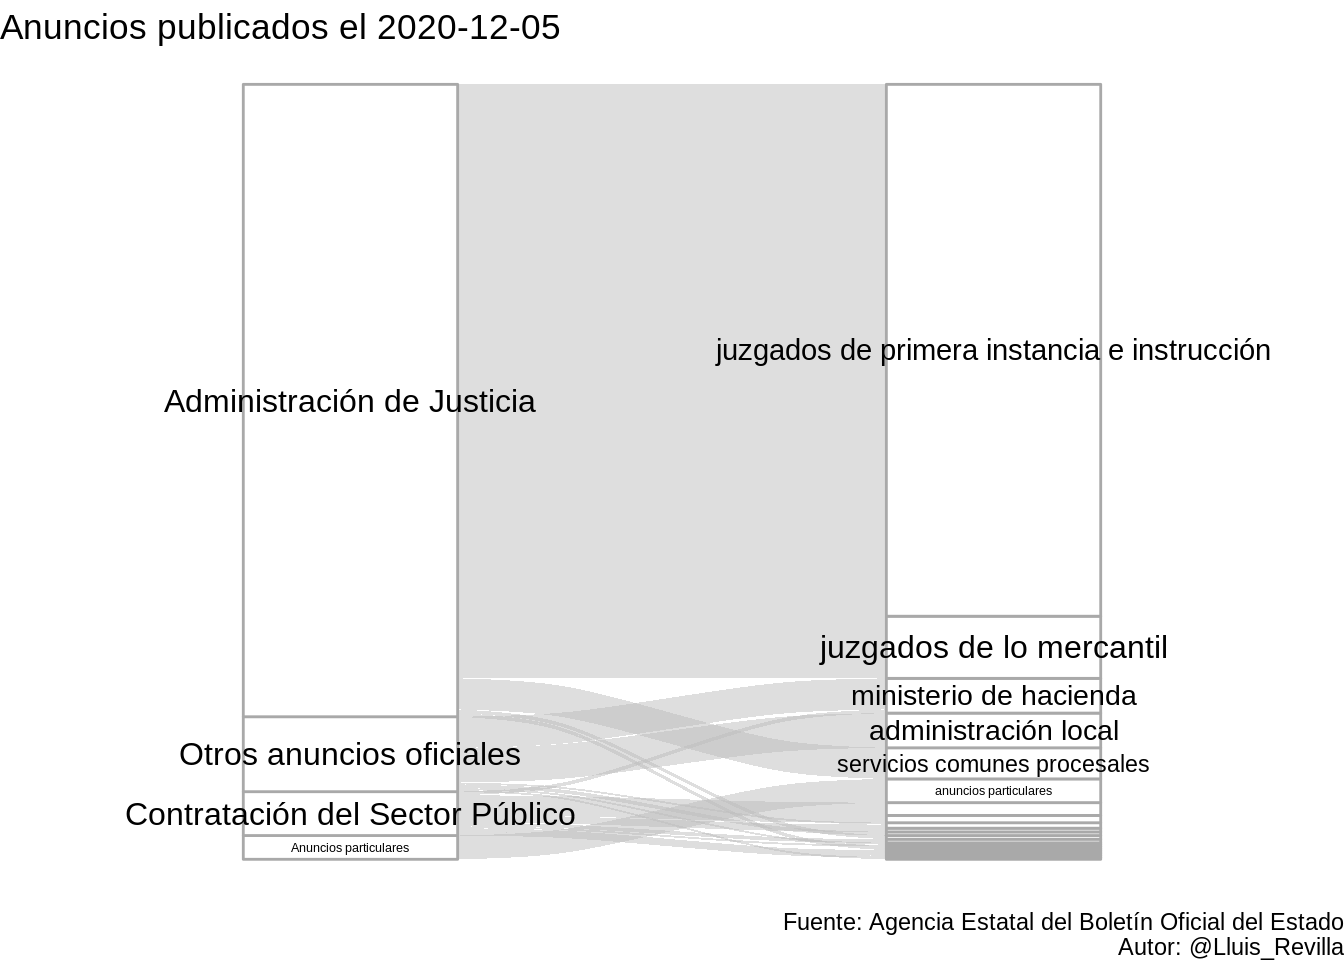 Anuncios publicados el 2020-12-05
juzgados de primera instancia e instrucción
Administración de Justicia
juzgados de lo mercantil
ministerio de hacienda
administración local
Otros anuncios oficiales
servicios comunes procesales
anuncios particulares
Contratación del Sector Público
Anuncios particulares
Fuente: Agencia Estatal del Boletín Oficial del Estado
Autor: @Lluis_Revilla